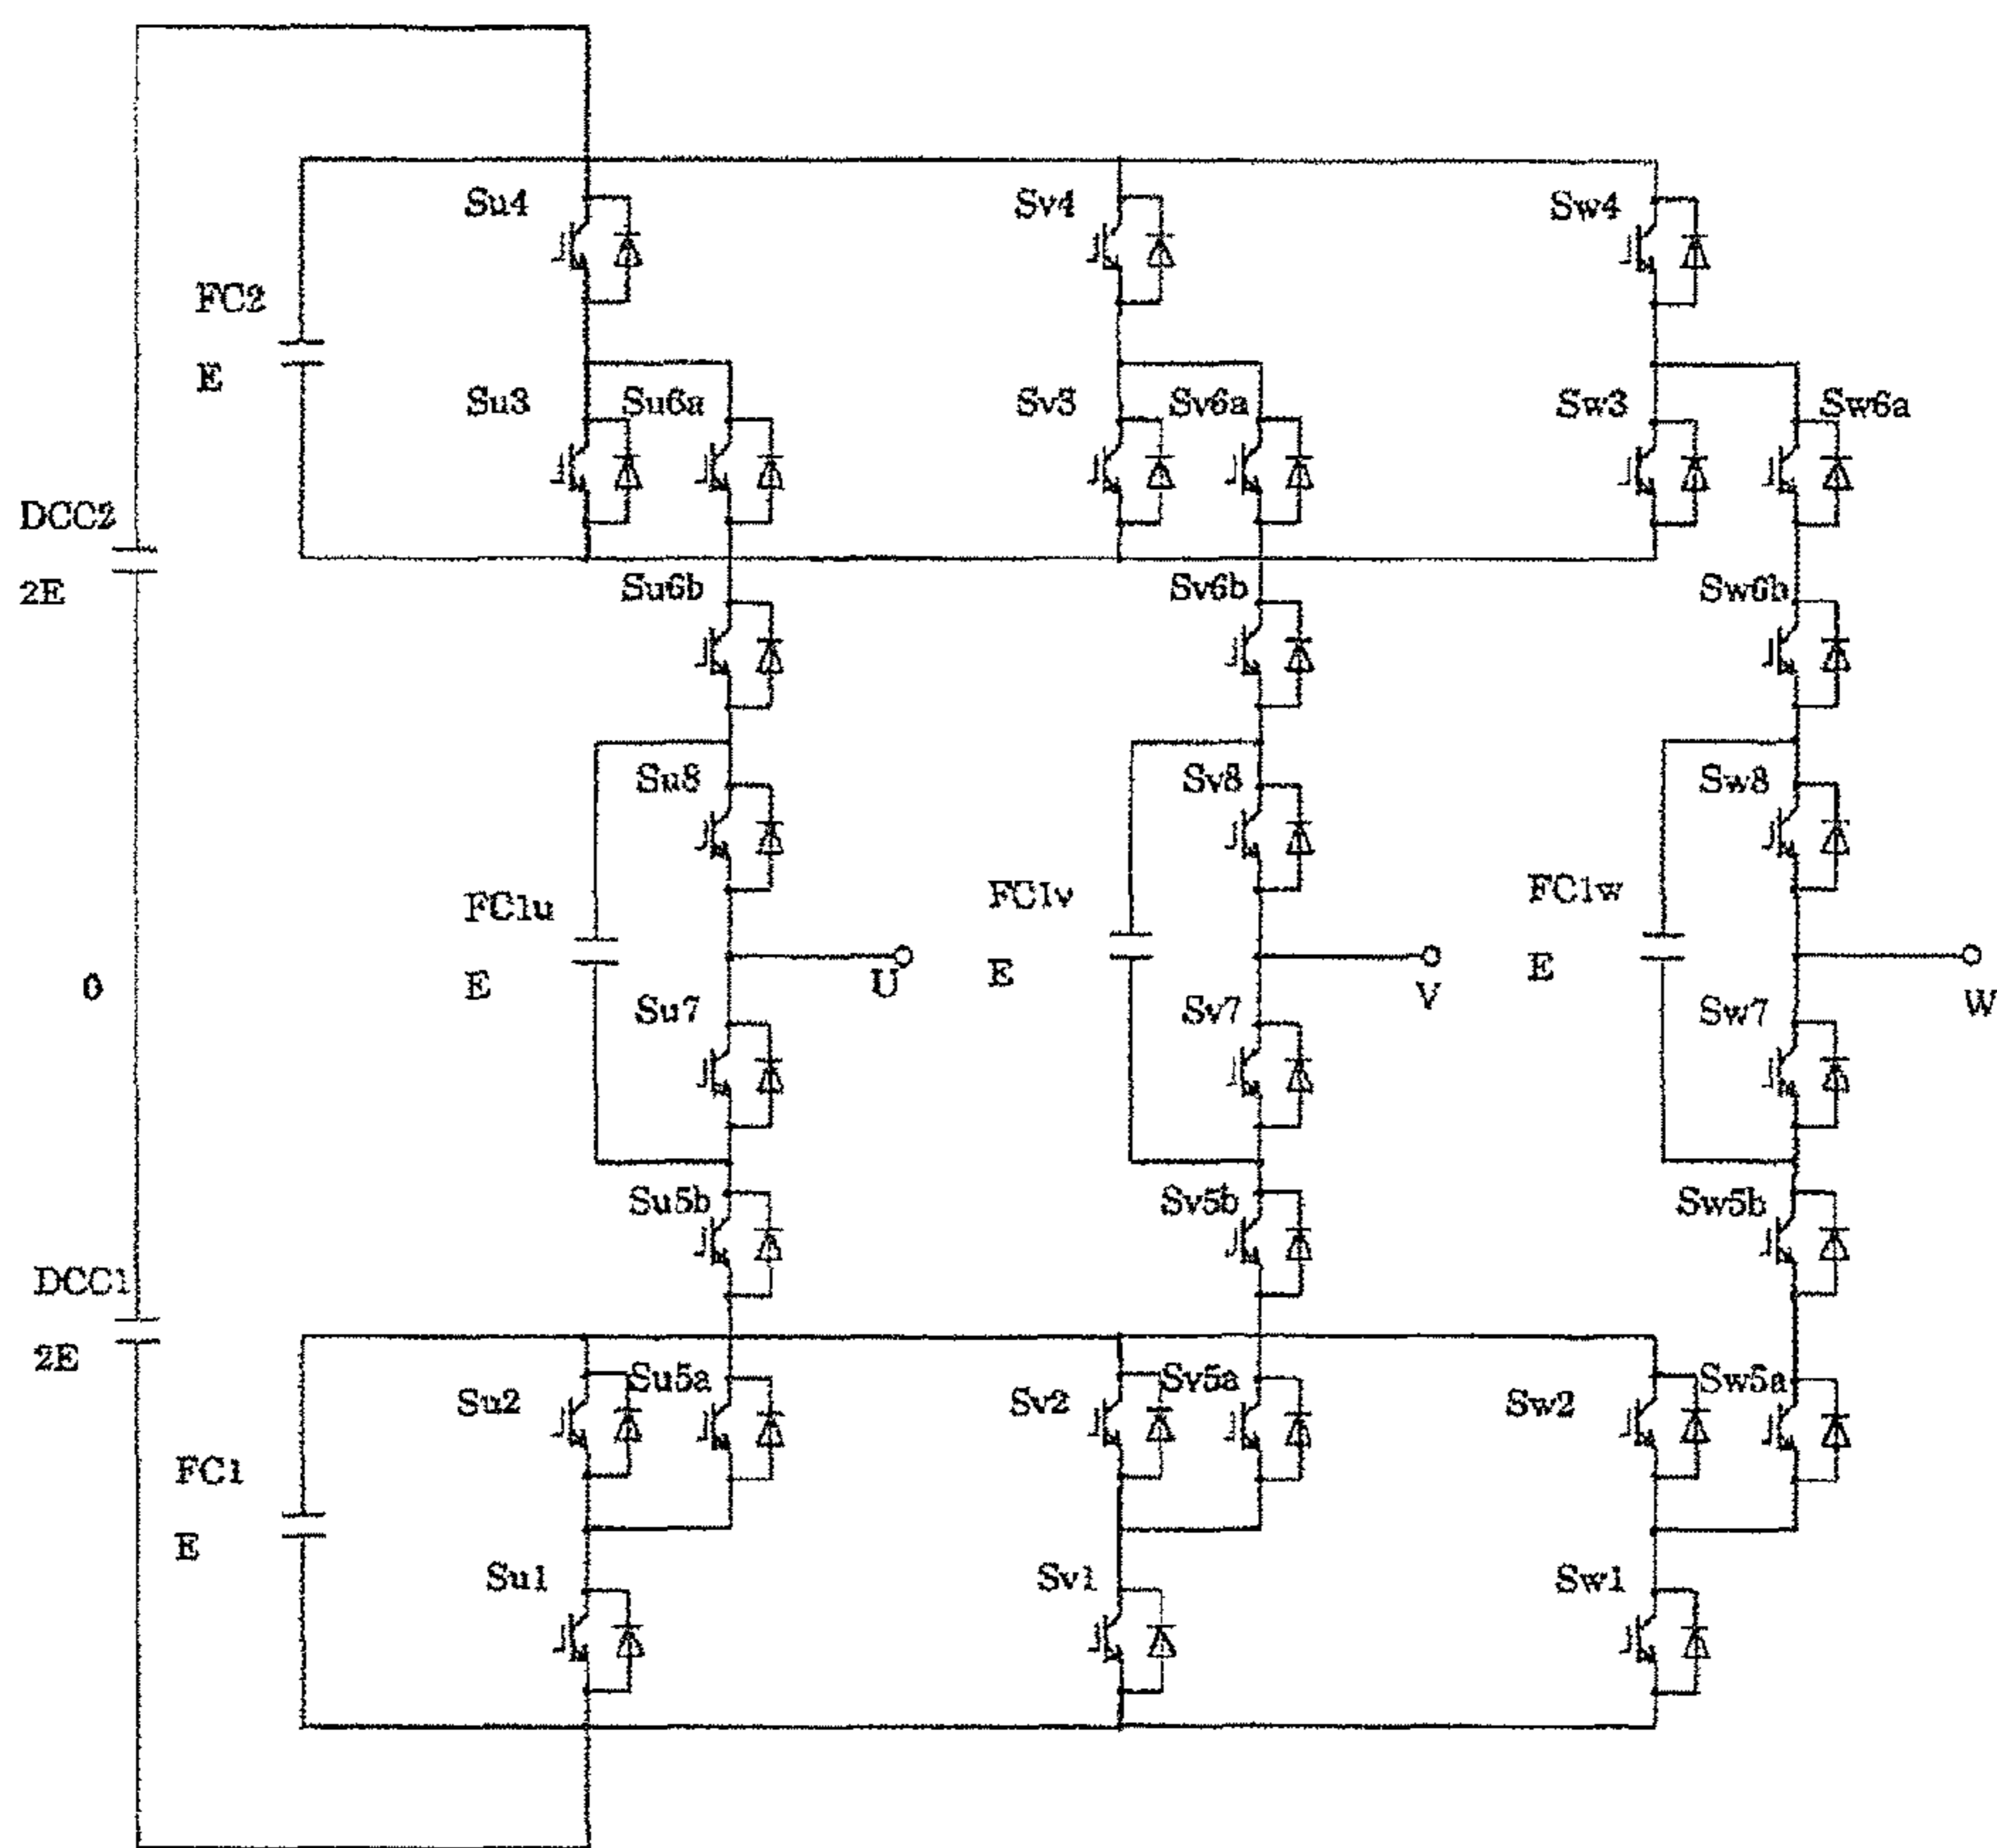 Su4
Sv4
Sw4
FC2
E
Su3
Su6a
Sv3
Sv6a
Sw3
Sw6a
DCC2
2E
Su6b
Sv6b
Sw6b
Su8
Sv8
Sw8
FC1u
E
FC1v
E
FC1w
E
0
U
V
W
Su7
Sv7
Sw7
Su5b
Sv5b
Sw5b
DCC1
2E
Su2
Su5a
Sv2
Sv5a
Sw2
Sw5a
FC1
E
Su1
Sv1
Sw1